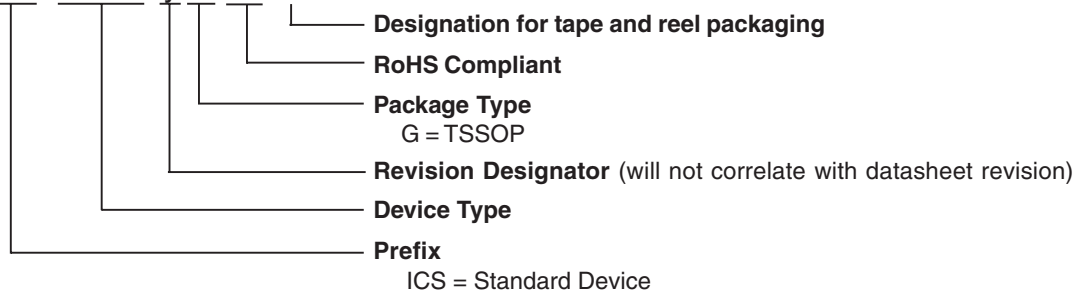 Designation for tape and reel packaging
RoHS Compliant
Package Type
G = TSSOP
Revision Designator (will not correlate with datasheet revision)
Device Type
Prefix
ICS = Standard Device